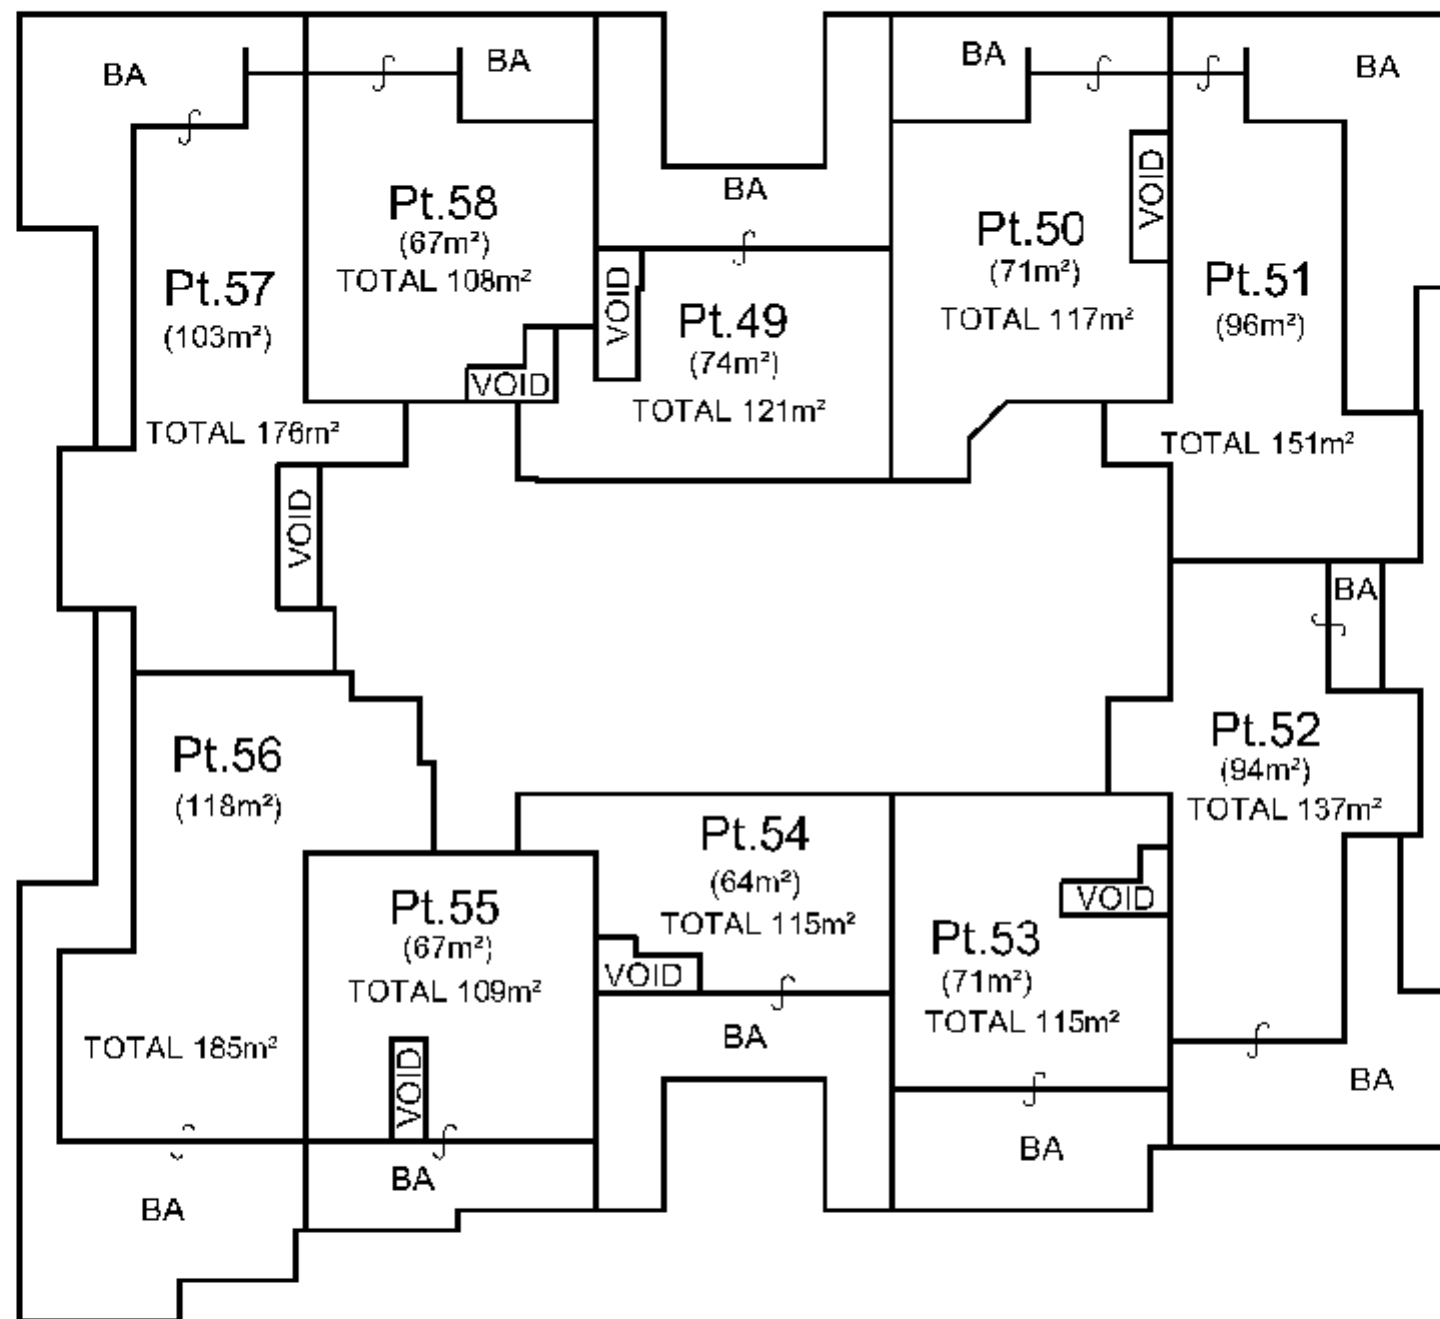 BA
BA
BA
BA
BA
Pt.58
(67m²)
TOTAL 108m²
VOID
Pt.57
(103m²)
TOTAL 176m²
VOID
VOID
Pt.49
(74m²)
TOTAL 121m²
Pt.50
(71m²)
TOTAL 117m²
VOID
Pt.51
(96m²)
TOTAL 151m²
BA
Pt.52
(94m²)
TOTAL 137m²
BA
Pt.56
(118m²)
TOTAL 185m²
BA
Pt.55
(67m²)
TOTAL 109m²
VOID
BA
Pt.54
(64m²)
TOTAL 115m²
VOID
BA
Pt.53
(71m²)
TOTAL 115m²
VOID
BA